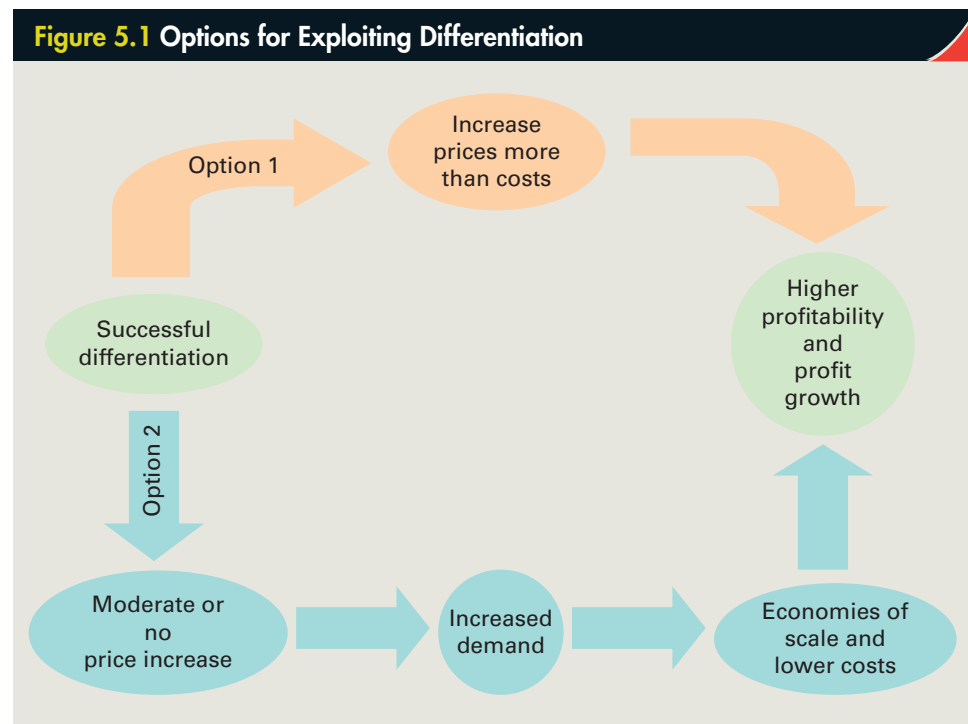 Figure 5.1 Options for Exploiting Differentiation
Option 1
Increase
prices more
than costs
Higher
profitability
and
profit
growth
Successful
differentiation
Option 2
Moderate or
no
price increase
Increased
demand
Economies of
scale and
lower costs